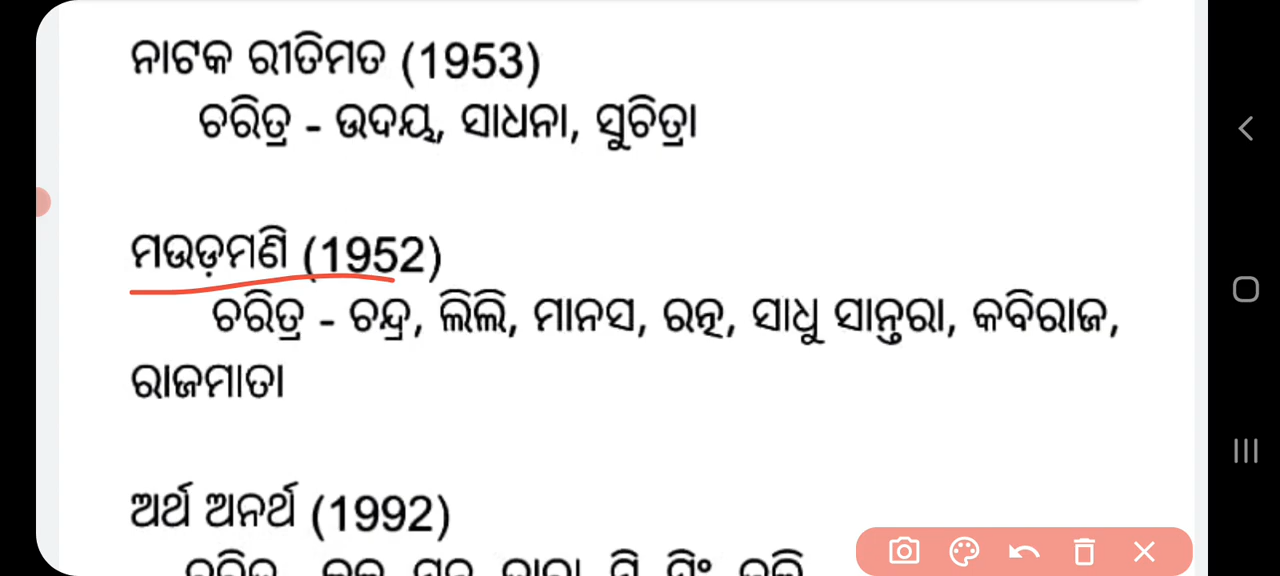 ନାଟକ ରୀତିମତ (1953)
ଚରିତ୍ର - ଉଦୟ, ସାଧନା, ସୁଚିତ୍ରା
ମଉଡ଼ମଣି (1952)
ଚରିତ୍ର - ଚନ୍ଦ୍ର, ଲିଲି, ମାନସ, ରତ୍ନ, ସାଧୁ ସାନ୍ତରା, କବିରାଜ,
ରାଜମାତା
ଅର୍ଥ ଅନର୍ଥ (1992)